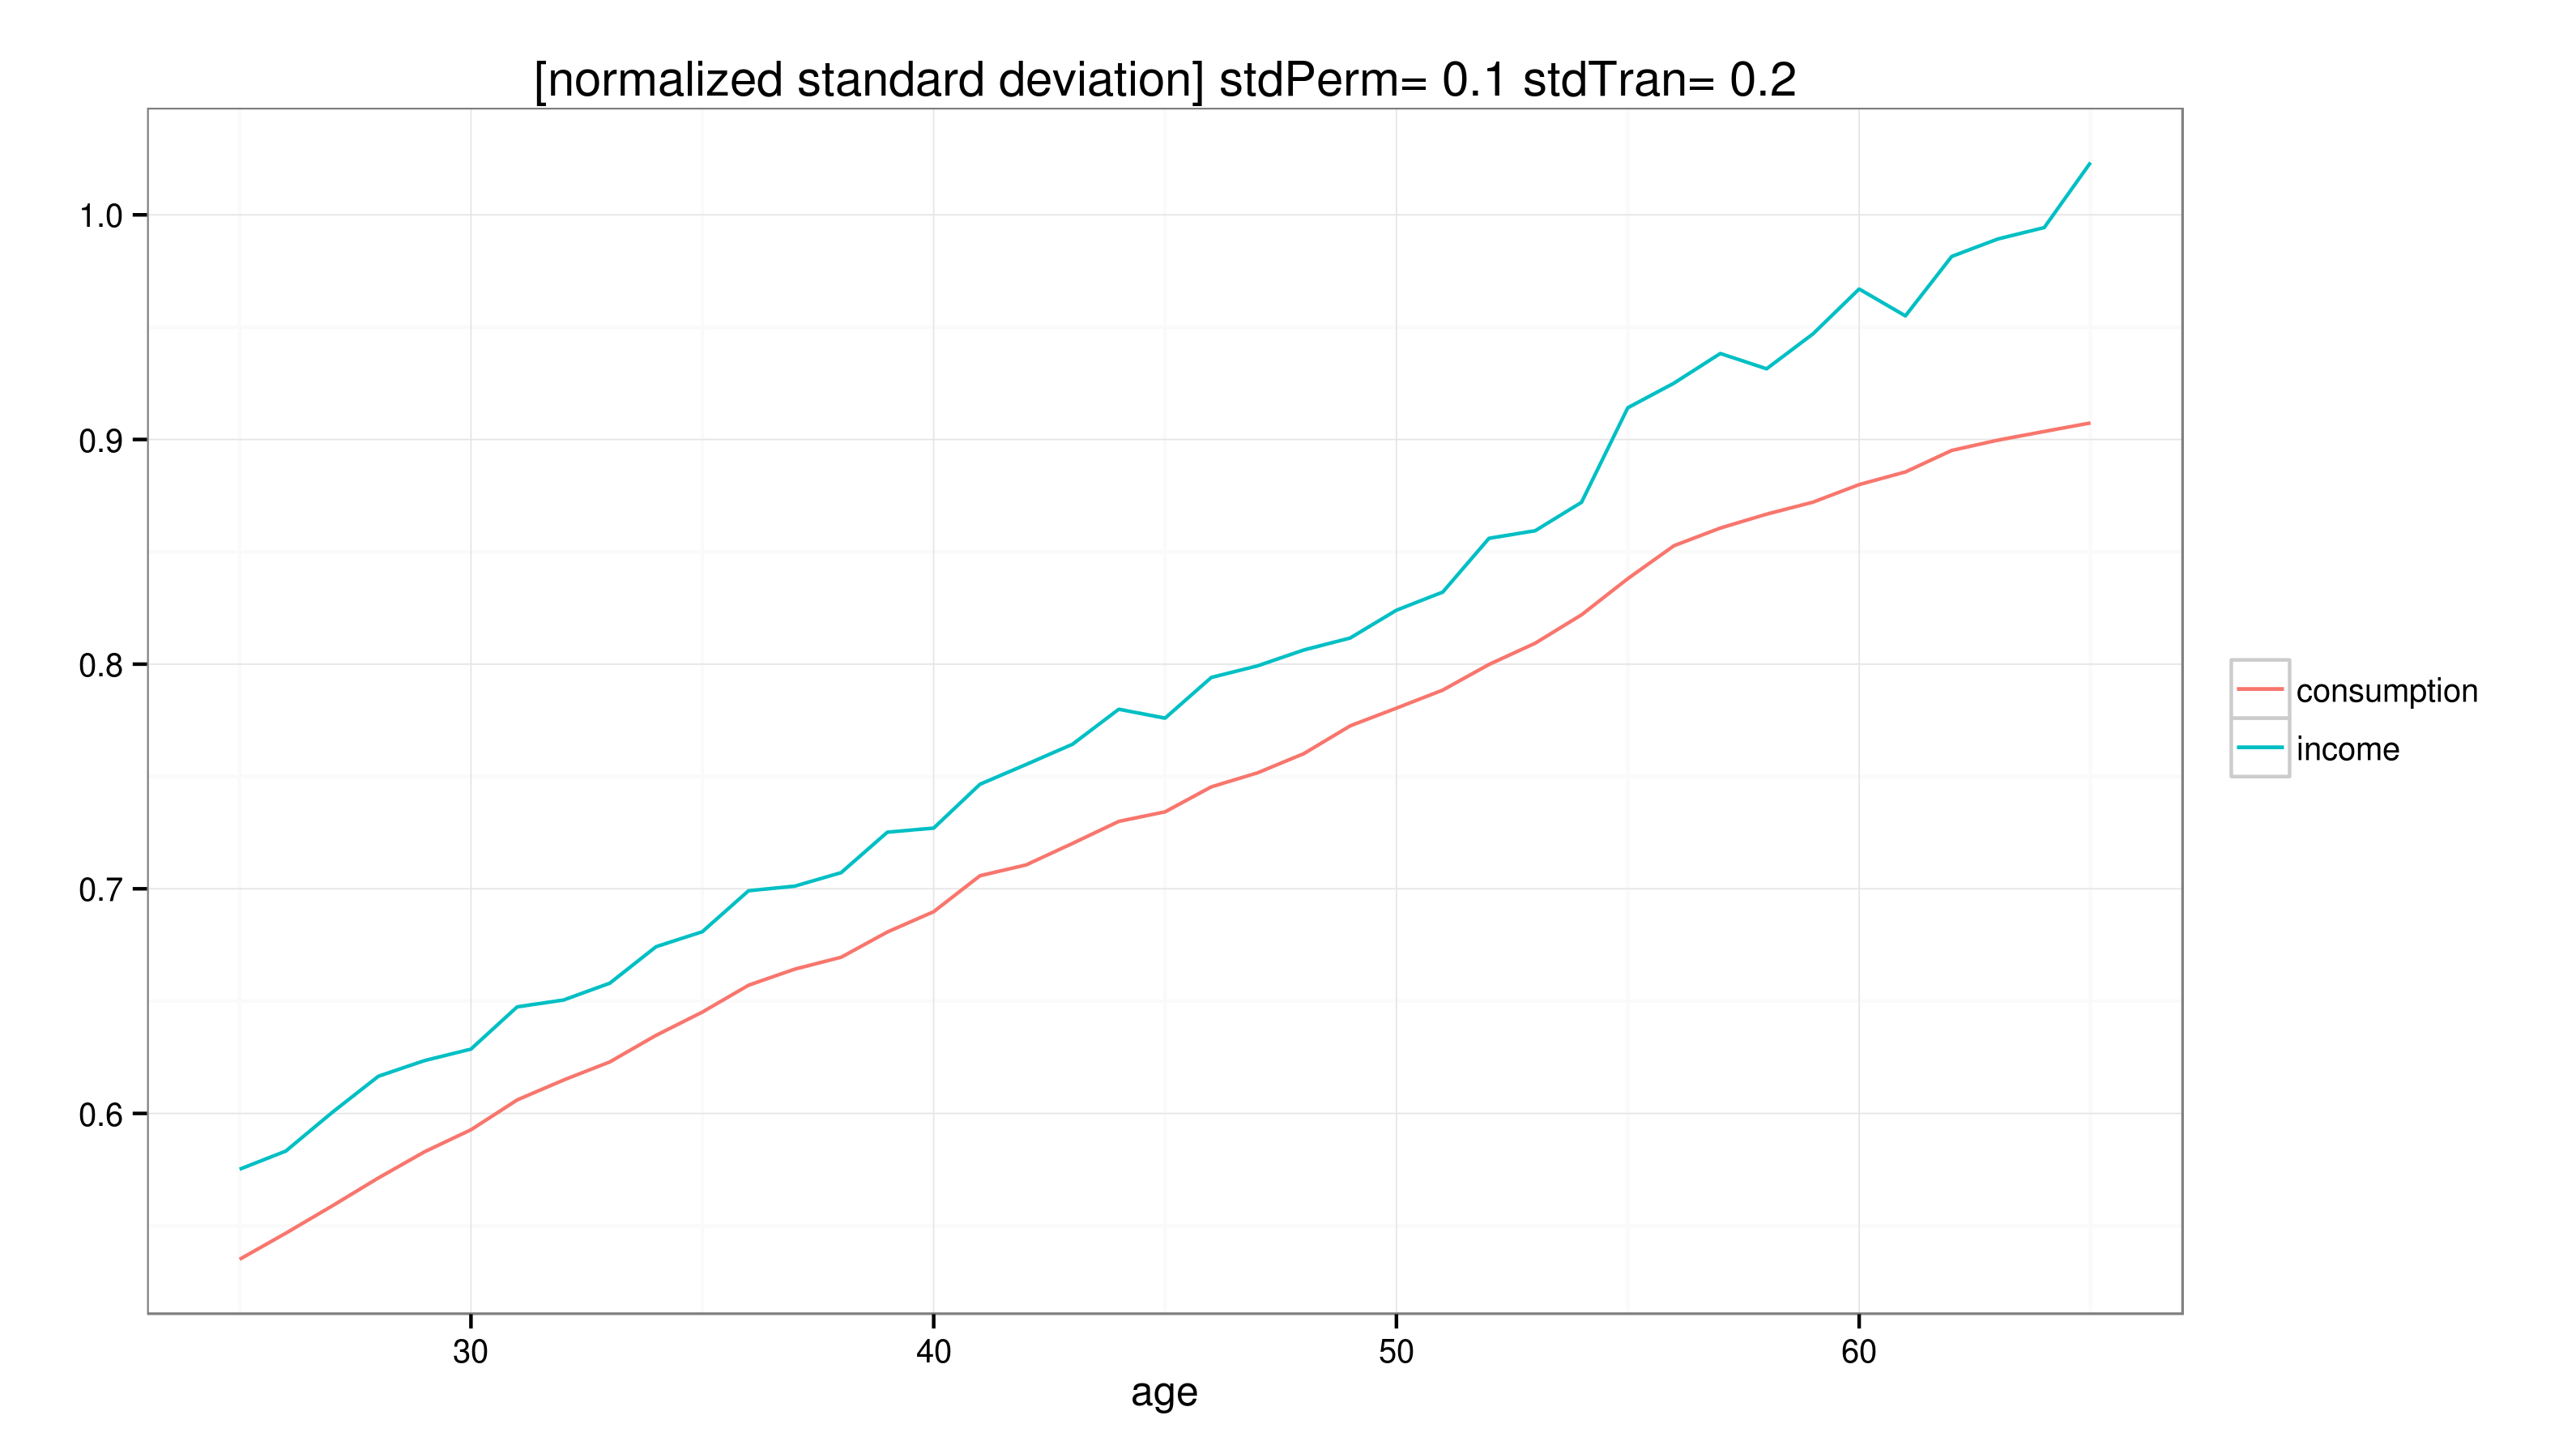 [normalized standard deviation] stdPerm= 0.1 stdTran= 0.2
1.0
0.9
0.8
0.7
0.6
30 40 50 60
age
consumption
income